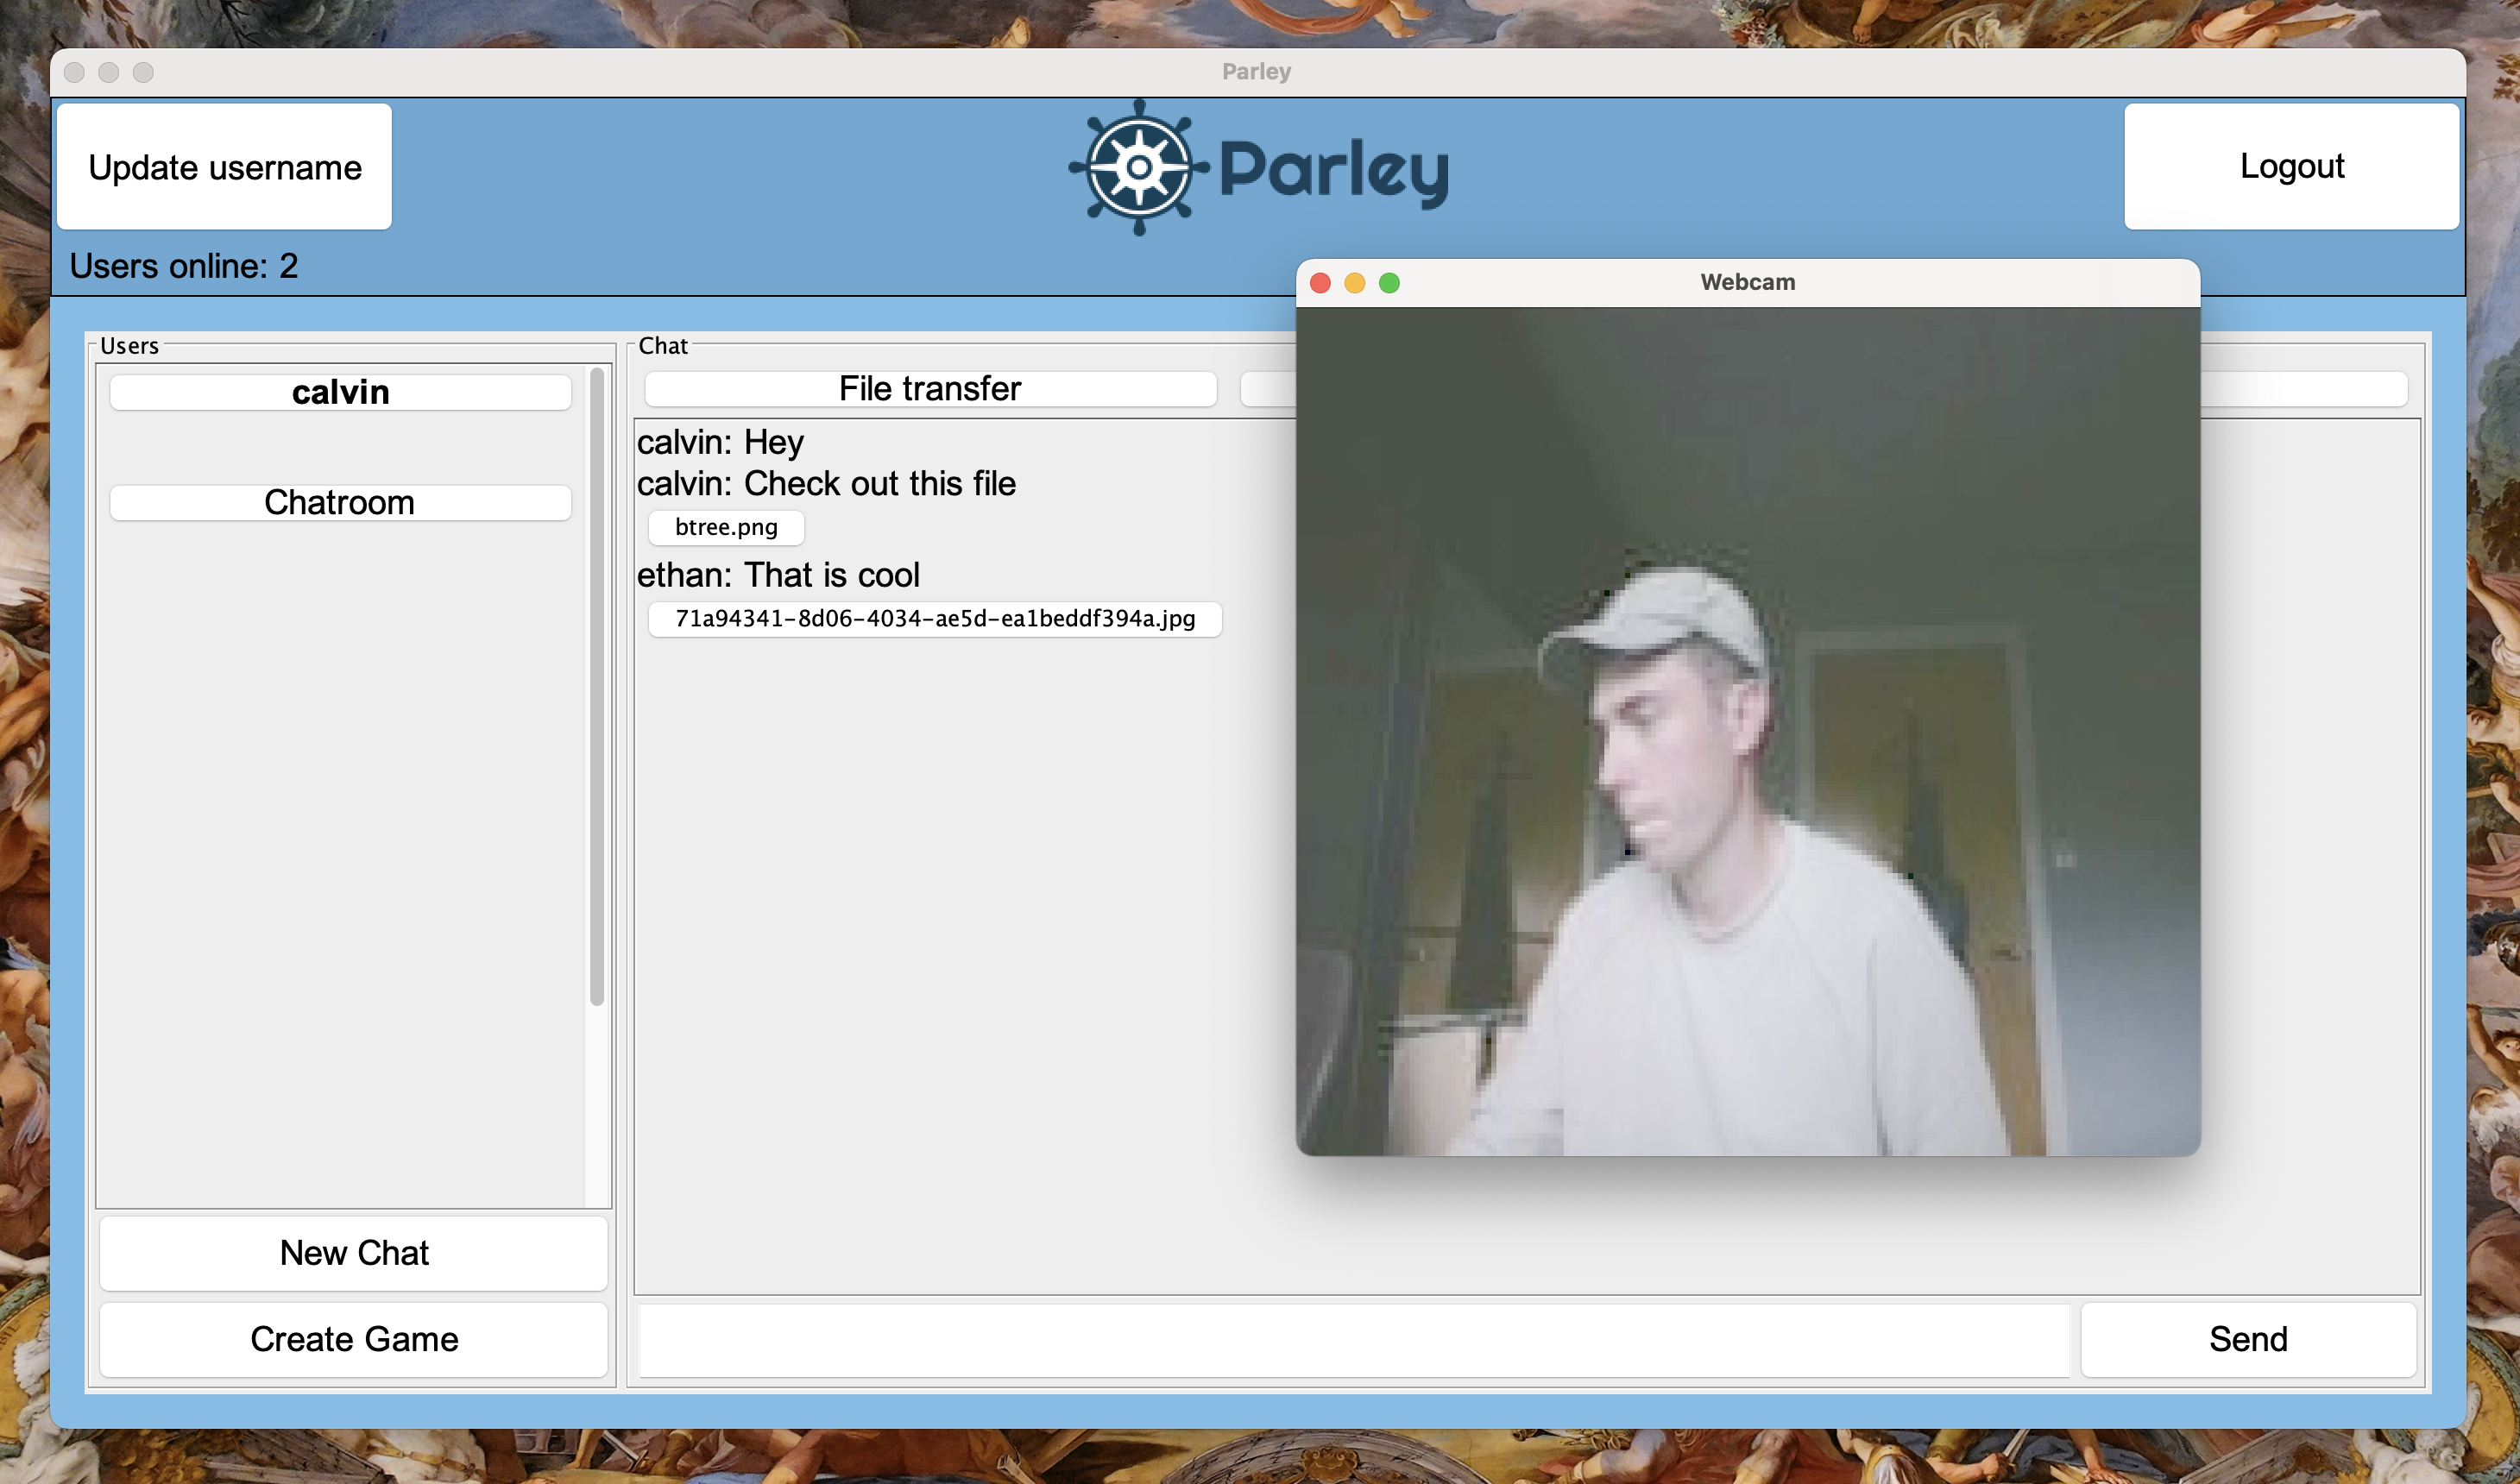 Parley
Update username
Parley
Logout
Users online: 2
Webcam
Users
Chat
calvin
File transfer
calvin: Hey
calvin: Check out this file
Chatroom
btree.png
ethan: That is cool
71a94341-8d06-4034-ae5d-ea1beddf394a.jpg
New Chat
Create Game
Send